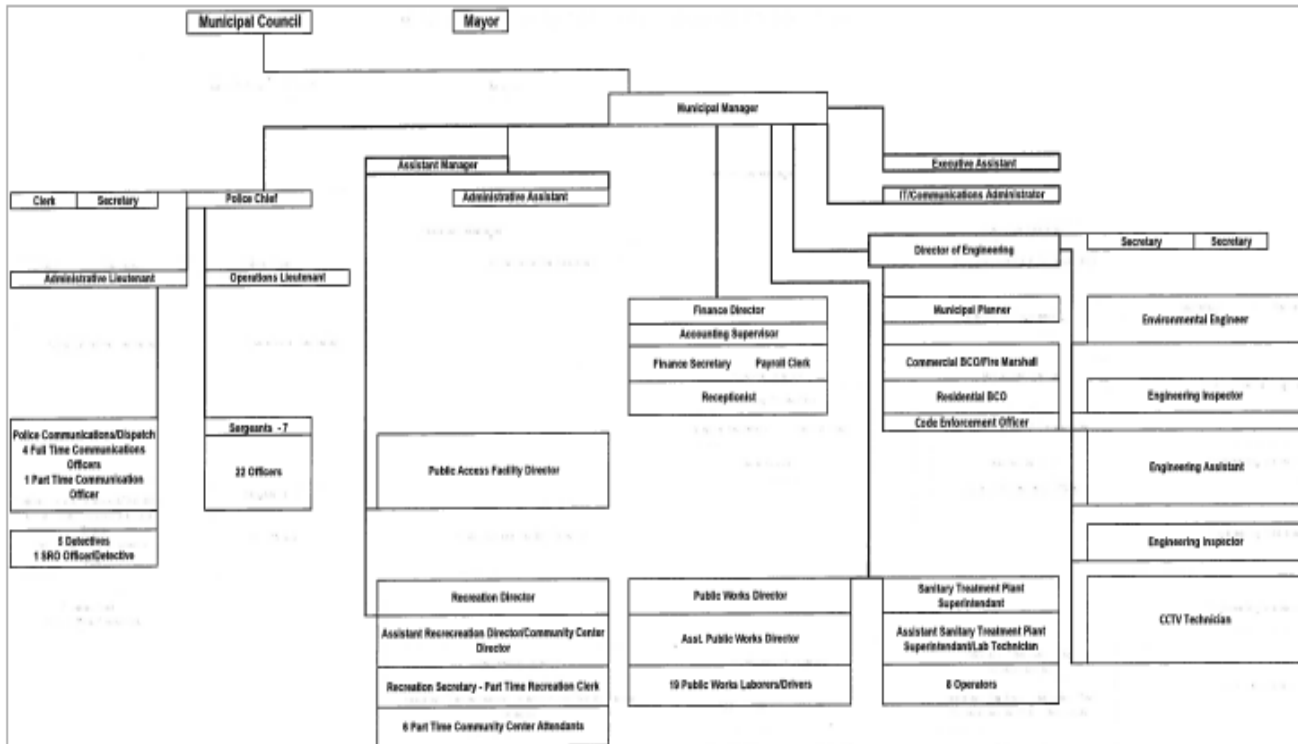 Municipal Council
Mayor
Municipal Manager
Assistant Manager
Executive Assistant
Clerk
Secretary
Police Chief
Administrative Assistant
IT/Communications Administrator
Director of Engineering
Secretary
Secretary
Administrative Lieutenant
Operations Lieutenant
Finance Director
Accounting Supervisor
Finance Secretary Payroll Clerk
Receptionist
Municipal Planner
Commercial BCO/Fire Marshall
Residential BCO
Code Enforcement Officer
Environmental Engineer
Engineering Inspector
Engineering Assistant
Engineering Inspector
CCTV Technician
Police Communications/Dispatch
4 Full Time Communications
Officers
1 Part Time Communication
Officer
5 Detectives
1 SRO Officer/Detective
Sergeants - 7
22 Officers
Public Access Facility Director
Recreation Director
Assistant Recrecreation Director/Community Center
Director
Recreation Secretary - Part Time Recreation Clerk
6 Part Time Community Center Attendants
Public Works Director
Asst. Public Works Director
19 Public Works Laborers/Drivers
Sanitary Treatment Plant
Superintendant
Assistant Sanitary Treatment Plant
Superintendant/Lab Technician
8 Operators